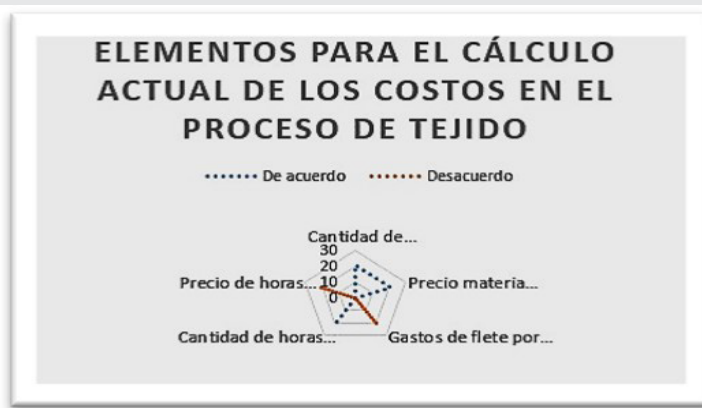 ELEMENTOS PARA EL CÁLCULO
ACTUAL DE LOS COSTOS EN EL
PROCESO DE TEJIDO
De acuerdo Desacuerdo
Cantidad de...
30
20
Precio de horas... 10 Precio materia...
0
Cantidad de horas... Gastos de flete por...